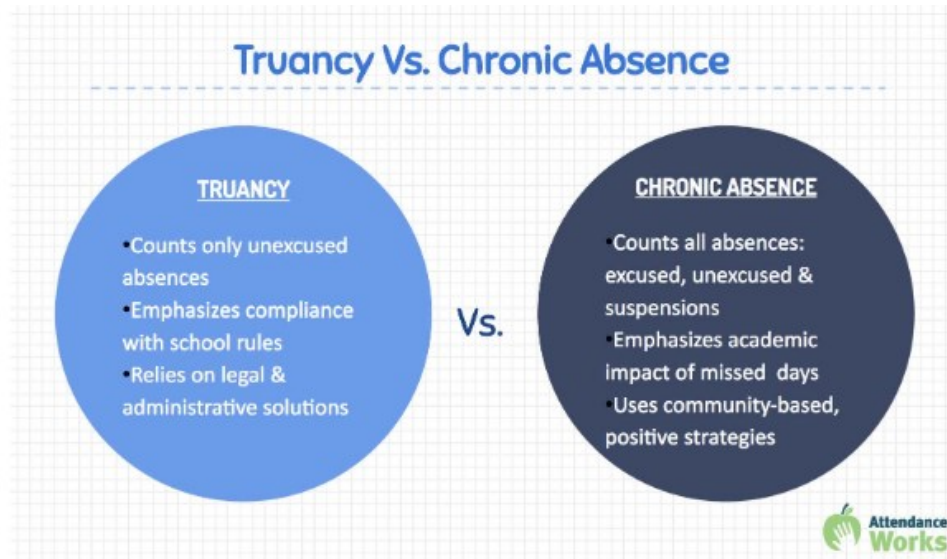 Truancy Vs. Chronic Absence
TRUANCY
•Counts only unexcused
absences
•Emphasizes compliance
with school rules
•Relies on legal &
administrative solutions
Vs.
CHRONIC ABSENCE
•Counts all absences:
excused, unexcused &
suspensions
•Emphasizes academic
impact of missed  days
•Uses community-based,
positive strategies
Attendance
Works